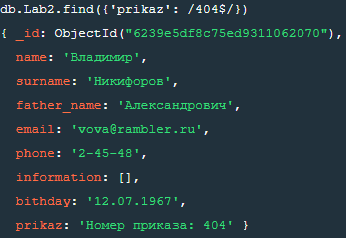 db.Lab2.find({'prikaz': /404$/})
{ _id: ObjectId("6239e5df8c75ed9311062070"),
name: 'Владимир',
surname: 'Никифоров',
father_name: 'Александрович',
email: 'vova@rambler.ru',
phone: '2-45-48',
information: [],
bithday: '12.07.1967',
prikaz: 'Номер приказа: 404' }